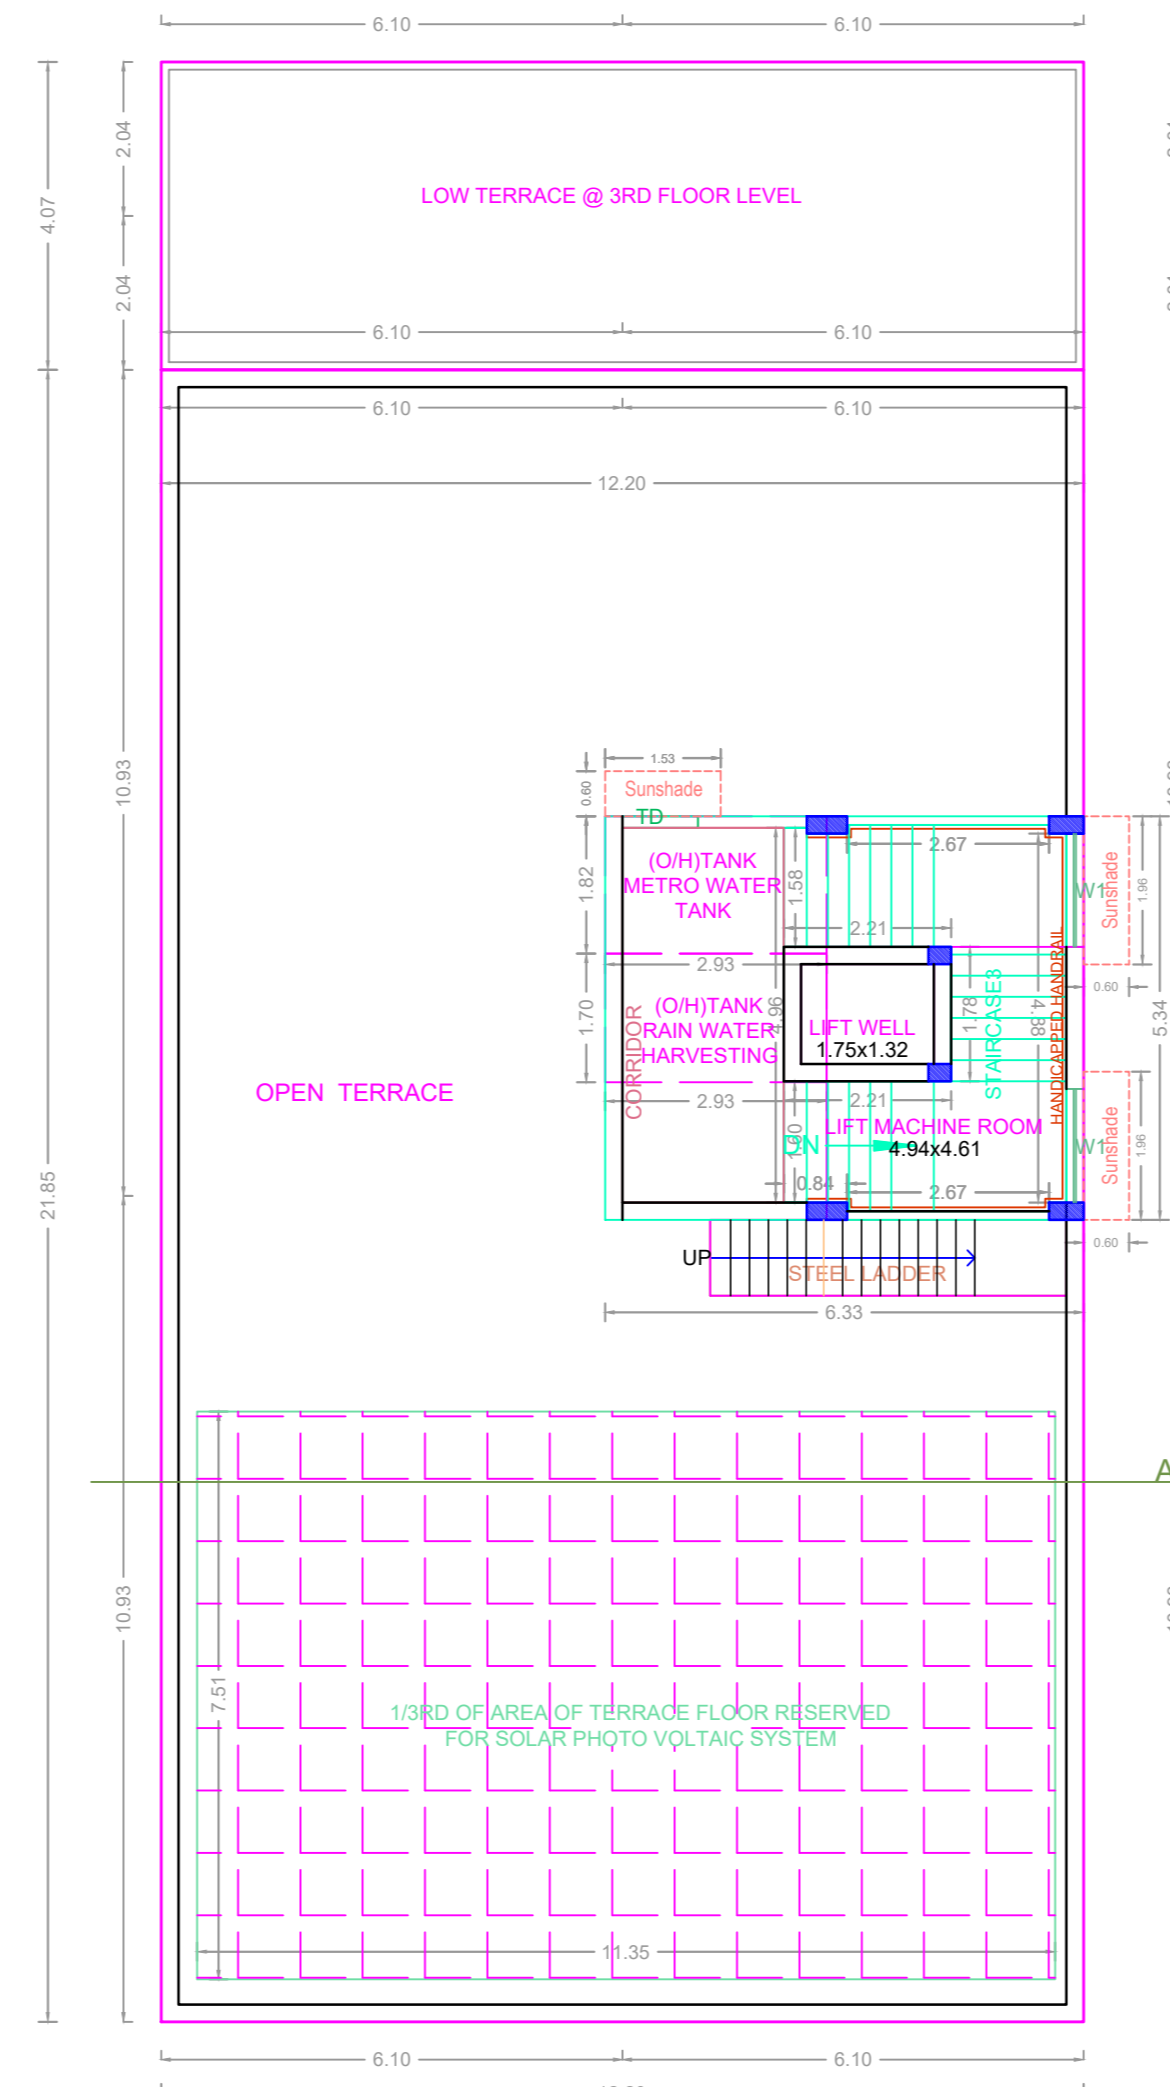 6.10
6.10
2.04
4.07
LOW TERRACE @ 3RD FLOOR LEVEL
2.04
6.10
6.10
6.10
6.10
12.20
10.93
1.53
0.60
Sunshade
TD
2.67
(O/H)TANK
METRO WATER
TANK
1.82
1.58
W1
Sunshade
1.96
2.21
2.93
0.60
(O/H)TANK
RAIN WATER
HARVESTING
1.70
4.96
CORRIDOR
LIFT WELL
1.75x1.32
1.78
STAIRCASE3
4.88
HANDICAPPED HANDRAIL
5.34
OPEN  TERRACE
2.93
2.21
LIFT MACHINE ROOM
4.94x4.61
DN
1.60
W1
Sunshade
1.96
0.84
2.67
21.85
0.60
UP
STEEL LADDER
6.33
A
10.93
7.51
1/3RD OF AREA OF TERRACE FLOOR RESERVED
FOR SOLAR PHOTO VOLTAIC SYSTEM
11.35
6.10
6.10